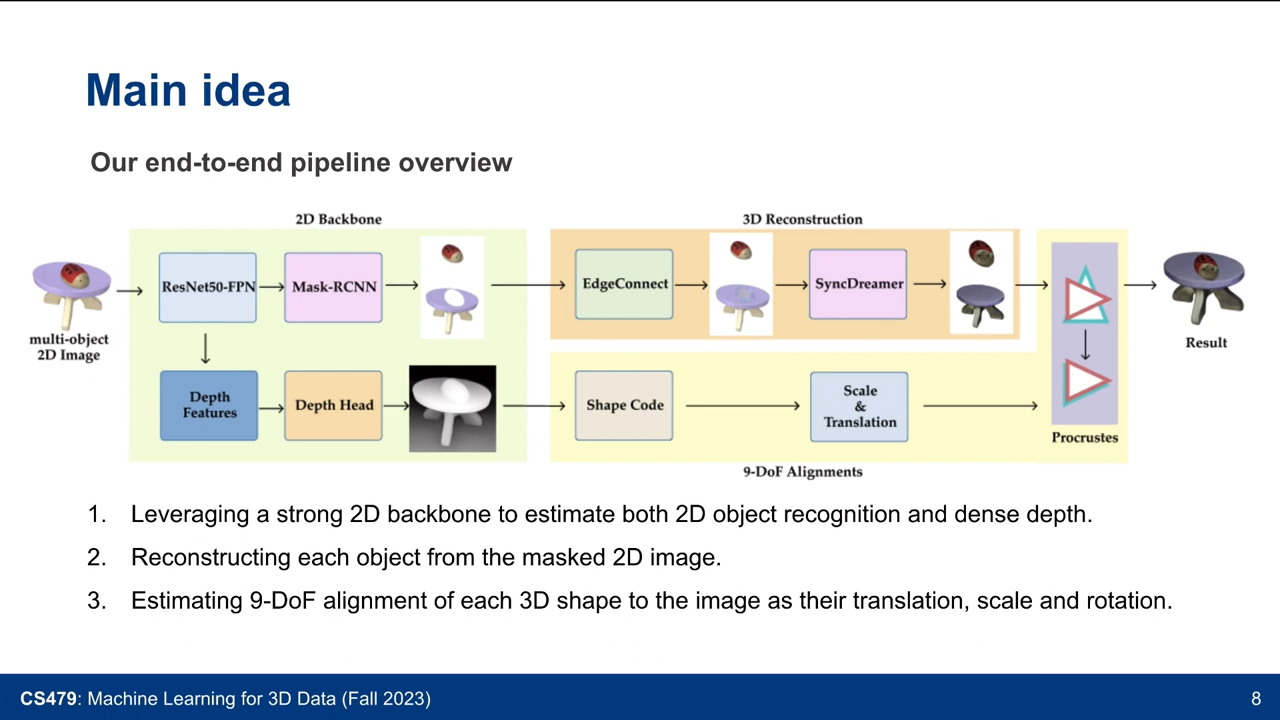 Main idea
Our end-to-end pipeline overview
2D Backbone
3D Reconstruction
multi-object
2D Image
ResNet50-FPN
Mask-RCNN
EdgeConnect
SyncDreamer
Result
Depth
Features
Depth Head
Shape Code
Scale
&
Translation
Procrustes
9-DoF Alignments
1. Leveraging a strong 2D backbone to estimate both 2D object recognition and dense depth.
2. Reconstructing each object from the masked 2D image.
3. Estimating 9-DoF alignment of each 3D shape to the image as their translation, scale and rotation.
CS479: Machine Learning for 3D Data (Fall 2023)
8